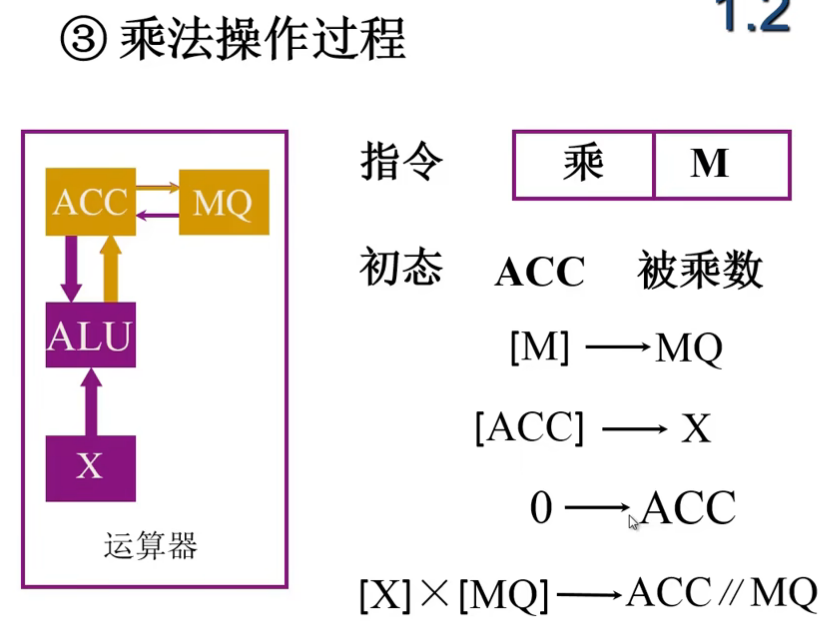 1.2
③ 乘法操作过程
ACC MQ
ALU
X
运算器
指令 乘 M
初态 ACC 被乘数
[M] ⟶ MQ
[ACC] ⟶ X
0 ⟶ ACC
[X]×[MQ] ⟶ ACC∥MQ